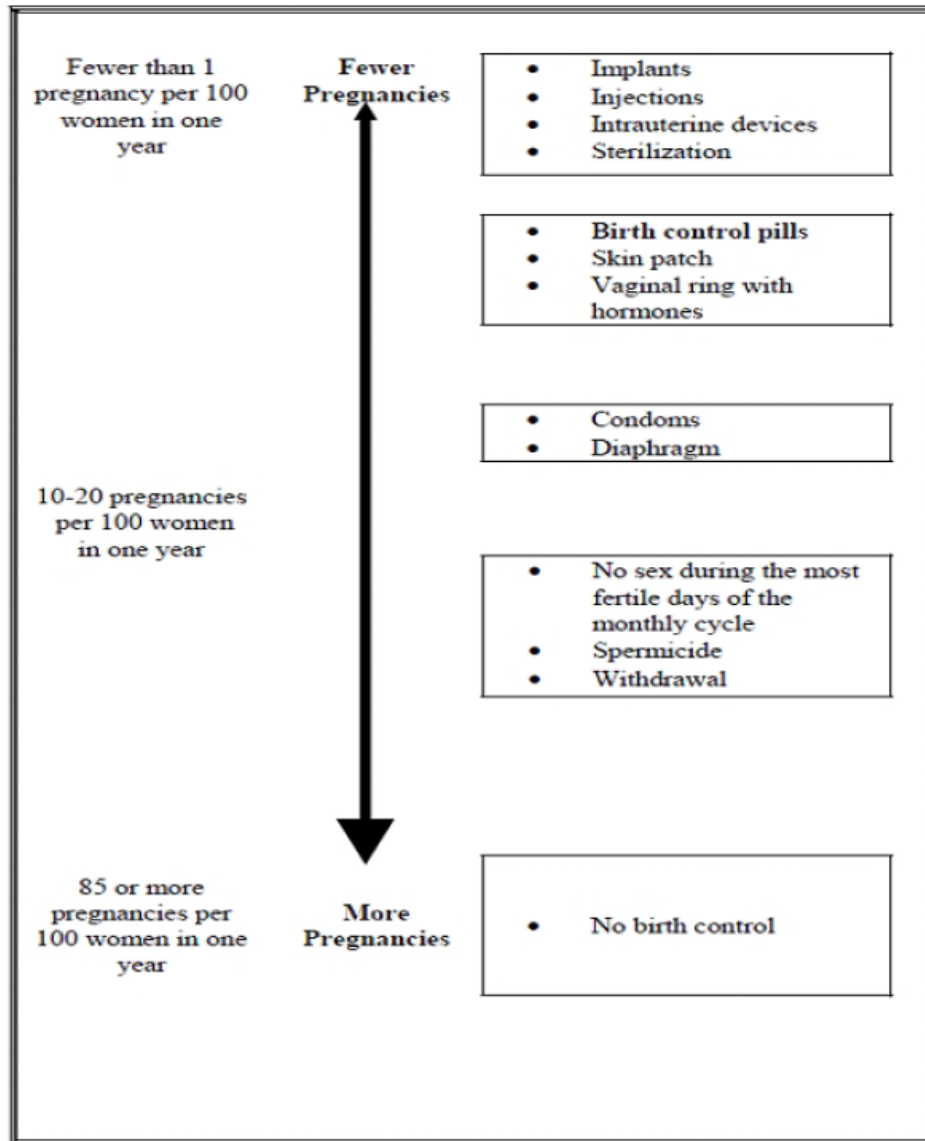 Fewer than 1
pregnancy per 100
women in one
year
Fewer
Pregnancies
• Implants
• Injections
• Intrauterine devices
• Sterilization
• Birth control pills
• Skin patch
• Vaginal ring with
hormones
• Condoms
• Diaphragm
10-20 pregnancies
per 100 women
in one year
• No sex during the most
fertile days of the
monthly cycle
• Spermicide
• Withdrawal
85 or more
pregnancies per
100 women in one
year
More
Pregnancies
• No birth control